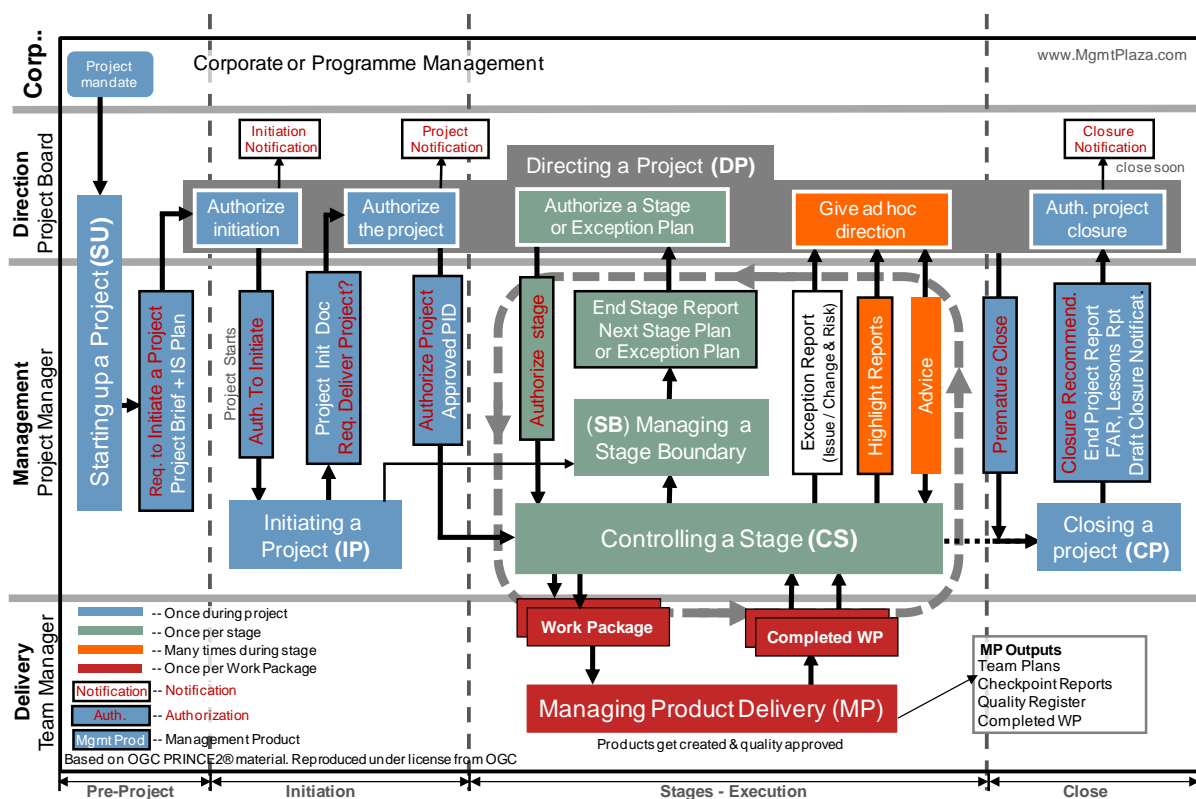 Corp..
Project
mandate
Corporate or Programme Management
www.MgmtPlaza.com
Direction
Project Board
Initiation
Notification
Project
Notification
Closure
Notification
close soon
Directing a Project (DP)
Authorize
initiation
Authorize
the project
Authorize a Stage
or Exception Plan
Give ad hoc
direction
Auth. project
closure
Management
Project Manager
Starting up a Project(SU)
Req. to Initiate a Project
Project Brief + IS Plan
Project Starts
Auth. To Initiate
Project Init Doc
Req. Deliver Project?
Authorize Project
Approved PID
Authorize stage
End Stage Report
Next Stage Plan
or Exception Plan
(SB) Managing a
Stage Boundary
Exception Report
(Issue / Change & Risk)
Highlight Reports
Advice
Premature Close
Closure Recommend.
End Project Report
FAR, Lessons Rpt
Draft Closure Notificat.
Initiating a
Project (IP)
Controlling a Stage (CS)
Closing a
project (CP)
Delivery
Team Manager
-- Once during project
-- Once per stage
-- Many times during stage
-- Once per Work Package
Notification -- Notification
Auth. -- Authorization
Mgmt Prod -- Management Product
Based on OGC PRINCE2® material. Reproduced under license from OGC
Work Package
Completed WP
Managing Product Delivery (MP)
Products get created & quality approved
MP Outputs
Team Plans
Checkpoint Reports
Quality Register
Completed WP
Pre-Project
Initiation
Stages - Execution
Close